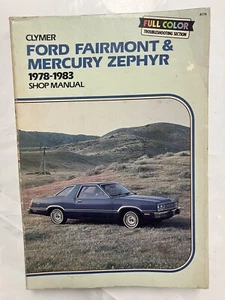 CLYMER
FULL COLOR
TROUBLESHOOTING SECTION
FORD FAIRMONT &
MERCURY ZEPHYR
1978-1983
SHOP MANUAL